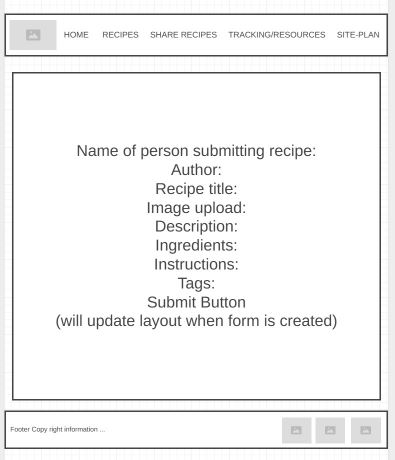 HOME RECIPES SHARE RECIPES TRACKING/RESOURCES SITE-PLAN
Name of person submitting recipe:
Author:
Recipe title:
Image upload:
Description:
Ingredients:
Instructions:
Tags:
Submit Button
(will update layout when form is created)
Footer Copy right information ...